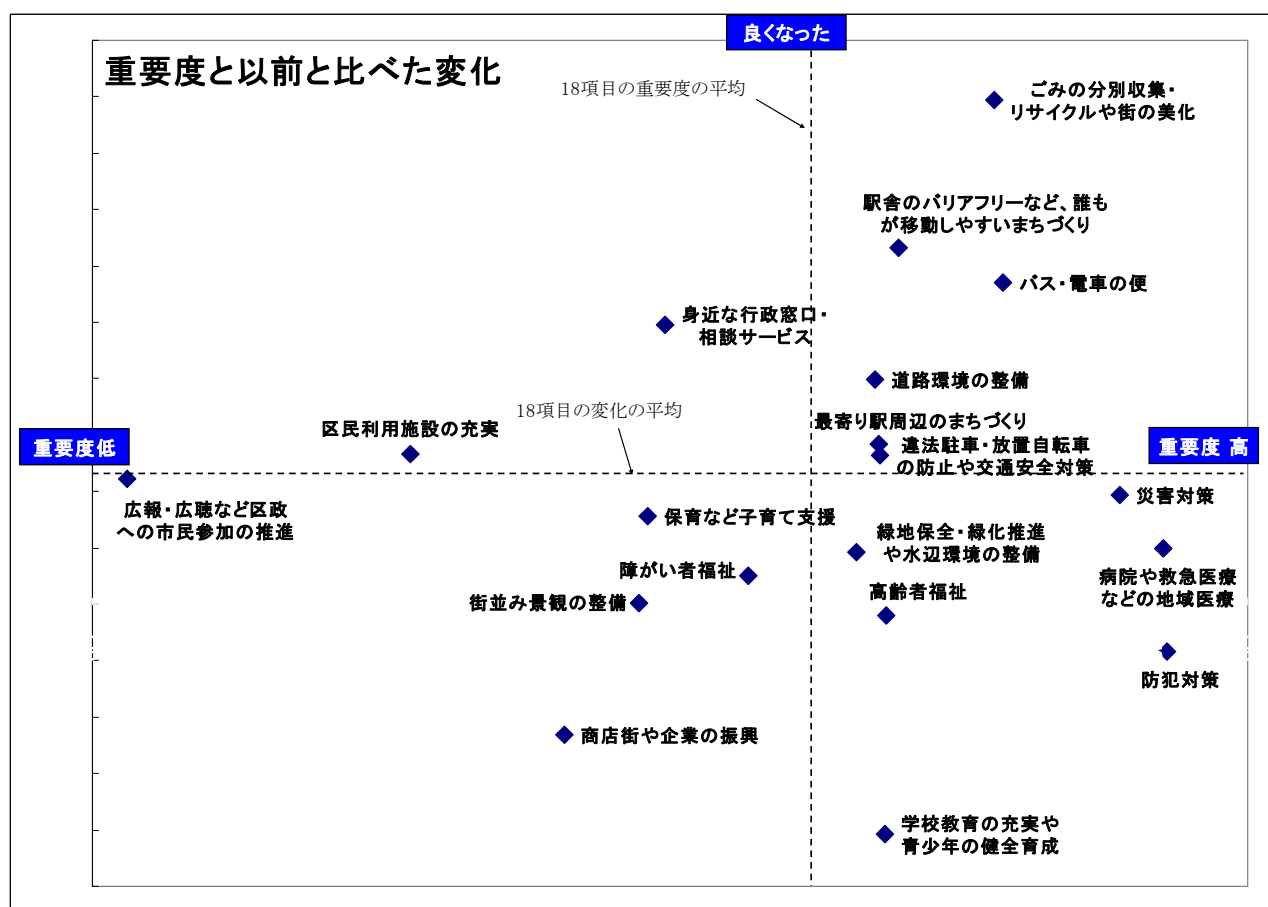 良くなった
重要度と以前と比べた変化
18項目の重要度の平均
ごみの分別収集・
リサイクルや街の美化
駅舎のバリアフリーなど、誰も
が移動しやすいまちづくり
バス・電車の便
身近な行政窓口・
相談サービス
道路環境の整備
18項目の変化の平均
最寄り駅周辺のまちづくり
区民利用施設の充実
違法駐車・放置自転車
の防止や交通安全対策
重要度低
重要度 高
災害対策
広報・広聴など区政
への市民参加の推進
保育など子育て支援
緑地保全・緑化推進
や水辺環境の整備
障がい者福祉
病院や救急医療
などの地域医療
高齢者福祉
街並み景観の整備
防犯対策
商店街や企業の振興
学校教育の充実や
青少年の健全育成